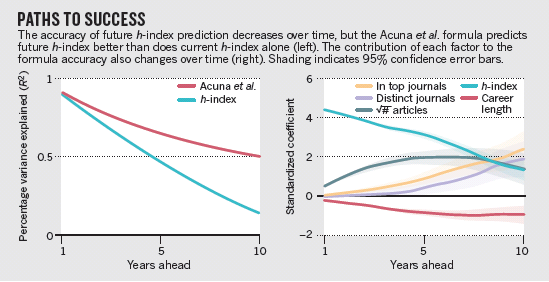 PATHS TO SUCCESS
The accuracy of future h-index prediction decreases over time, but the Acuna et al. formula predicts
future h-index better than does current h-index alone (left). The contribution of each factor to the
formula accuracy also changes over time (right). Shading indicates 95% confidence error bars.
Percentage variance explained (R²)
1
0.5
0
Acuna et al.
h-index
1
5
10
Years ahead
Standardized coefficient
6
4
2
0
−2
In top journals
Distinct journals
√# articles
h-index
Career
length
1
5
10
Years ahead